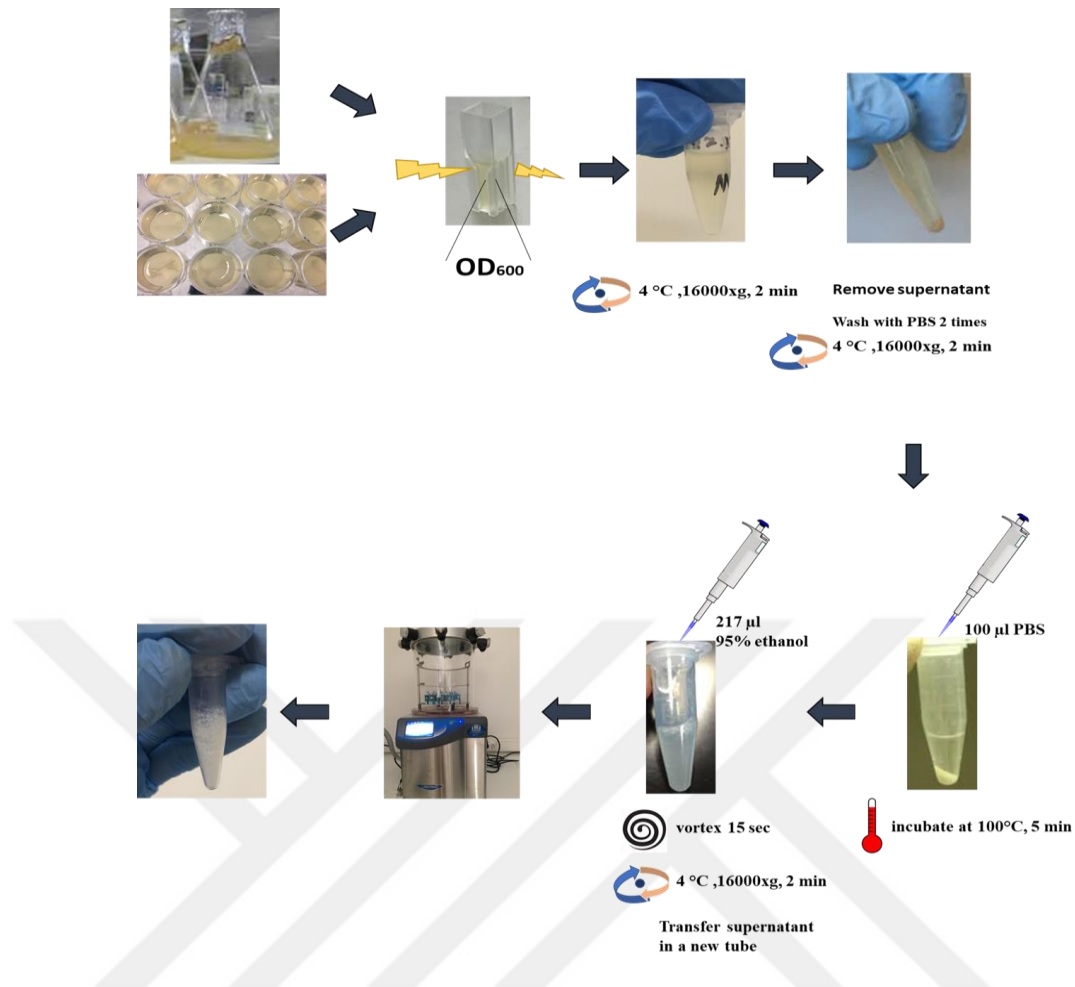 OD600
4 °C ,16000xg, 2 min
Remove supernatant
Wash with PBS 2 times
4 °C ,16000xg, 2 min
100 µl PBS
incubate at 100°C, 5 min
217 µl
95% ethanol
vortex 15 sec
4 °C ,16000xg, 2 min
Transfer supernatant
in a new tube